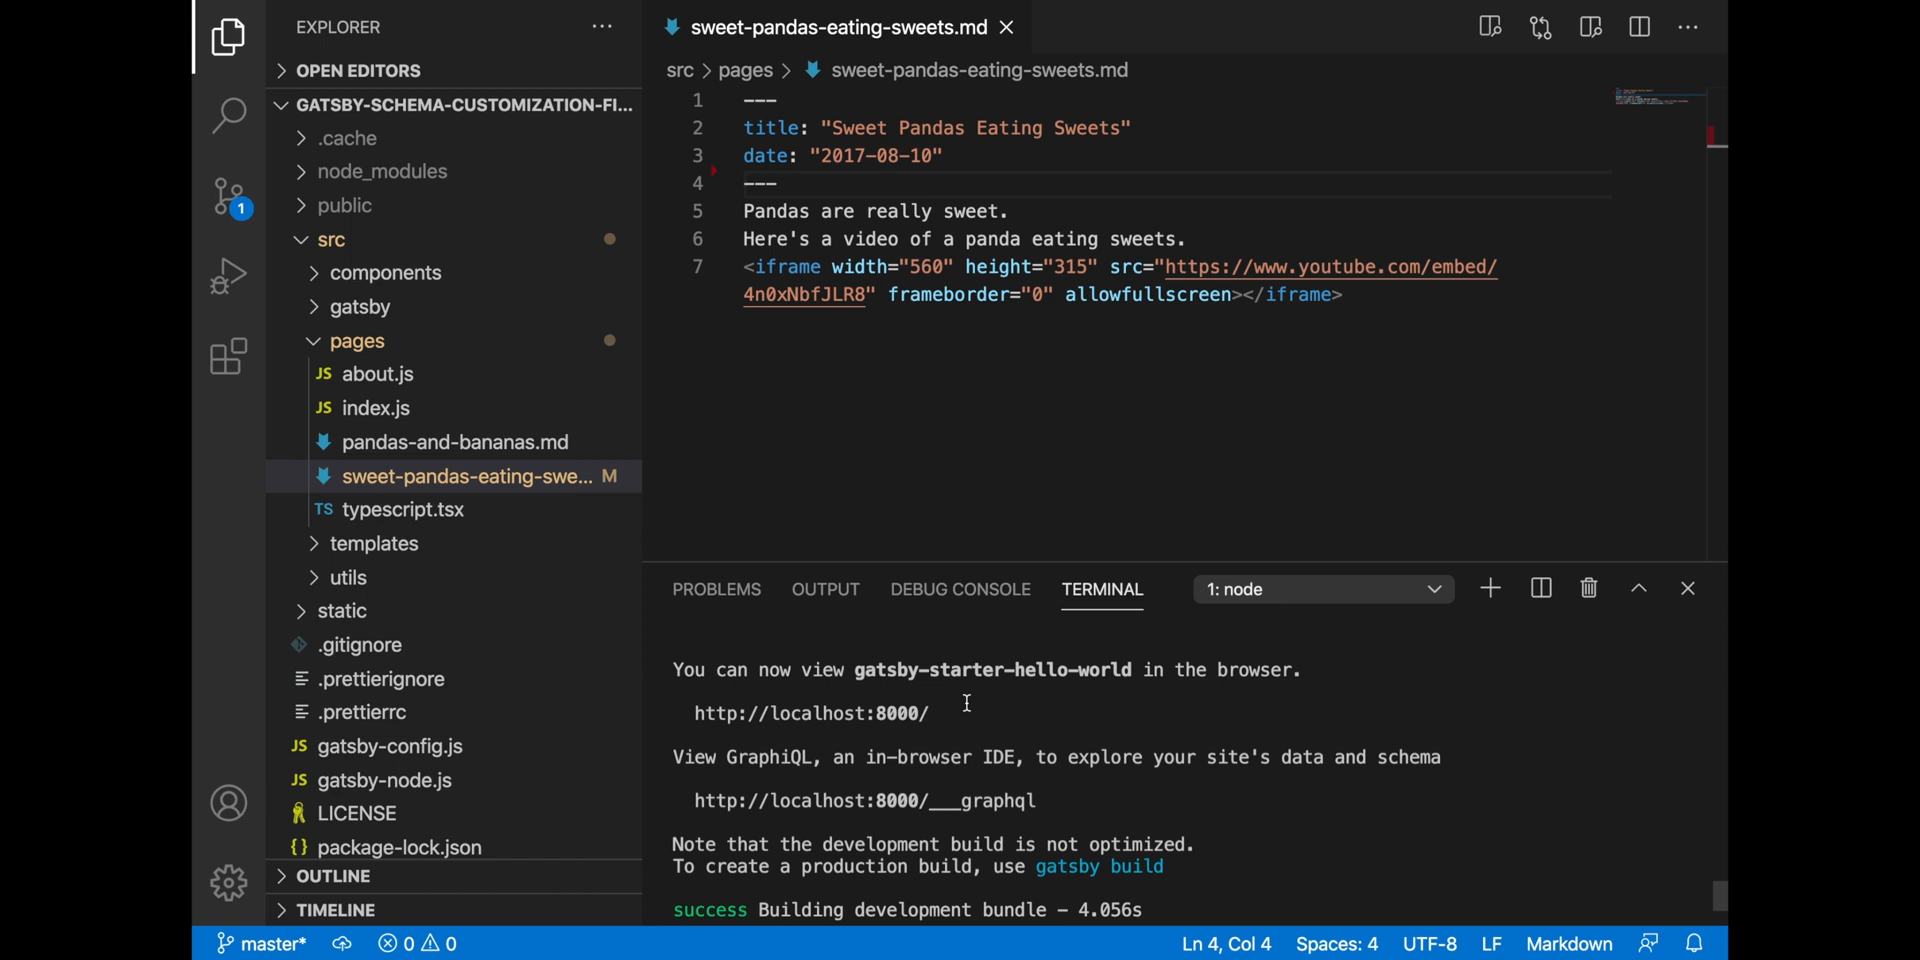 EXPLORER
OPEN EDITORS
GATSBY-SCHEMA-CUSTOMIZATION-FI...
.cache
node_modules
public
src
components
gatsby
pages
JS about.js
JS index.js
pandas-and-bananas.md
sweet-pandas-eating-swe... M
TS typescript.tsx
templates
utils
static
.gitignore
.prettierignore
.prettierrc
JS gatsby-config.js
JS gatsby-node.js
LICENSE
{} package-lock.json
OUTLINE
TIMELINE
1
sweet-pandas-eating-sweets.md
src > pages > sweet-pandas-eating-sweets.md
1 ---
2 title: "Sweet Pandas Eating Sweets"
3 date: "2017-08-10"
4 ---
5 Pandas are really sweet.
6 Here's a video of a panda eating sweets.
7 <iframe width="560" height="315" src="https://www.youtube.com/embed/
4n0xNbfJLR8" frameborder="0" allowfullscreen></iframe>
PROBLEMS OUTPUT DEBUG CONSOLE TERMINAL 1: node
You can now view gatsby-starter-hello-world in the browser.
http://localhost:8000/
View GraphiQL, an in-browser IDE, to explore your site's data and schema
http://localhost:8000/___graphql
Note that the development build is not optimized.
To create a production build, use gatsby build
success Building development bundle - 4.056s
master* 0 0 Ln 4, Col 4 Spaces: 4 UTF-8 LF Markdown